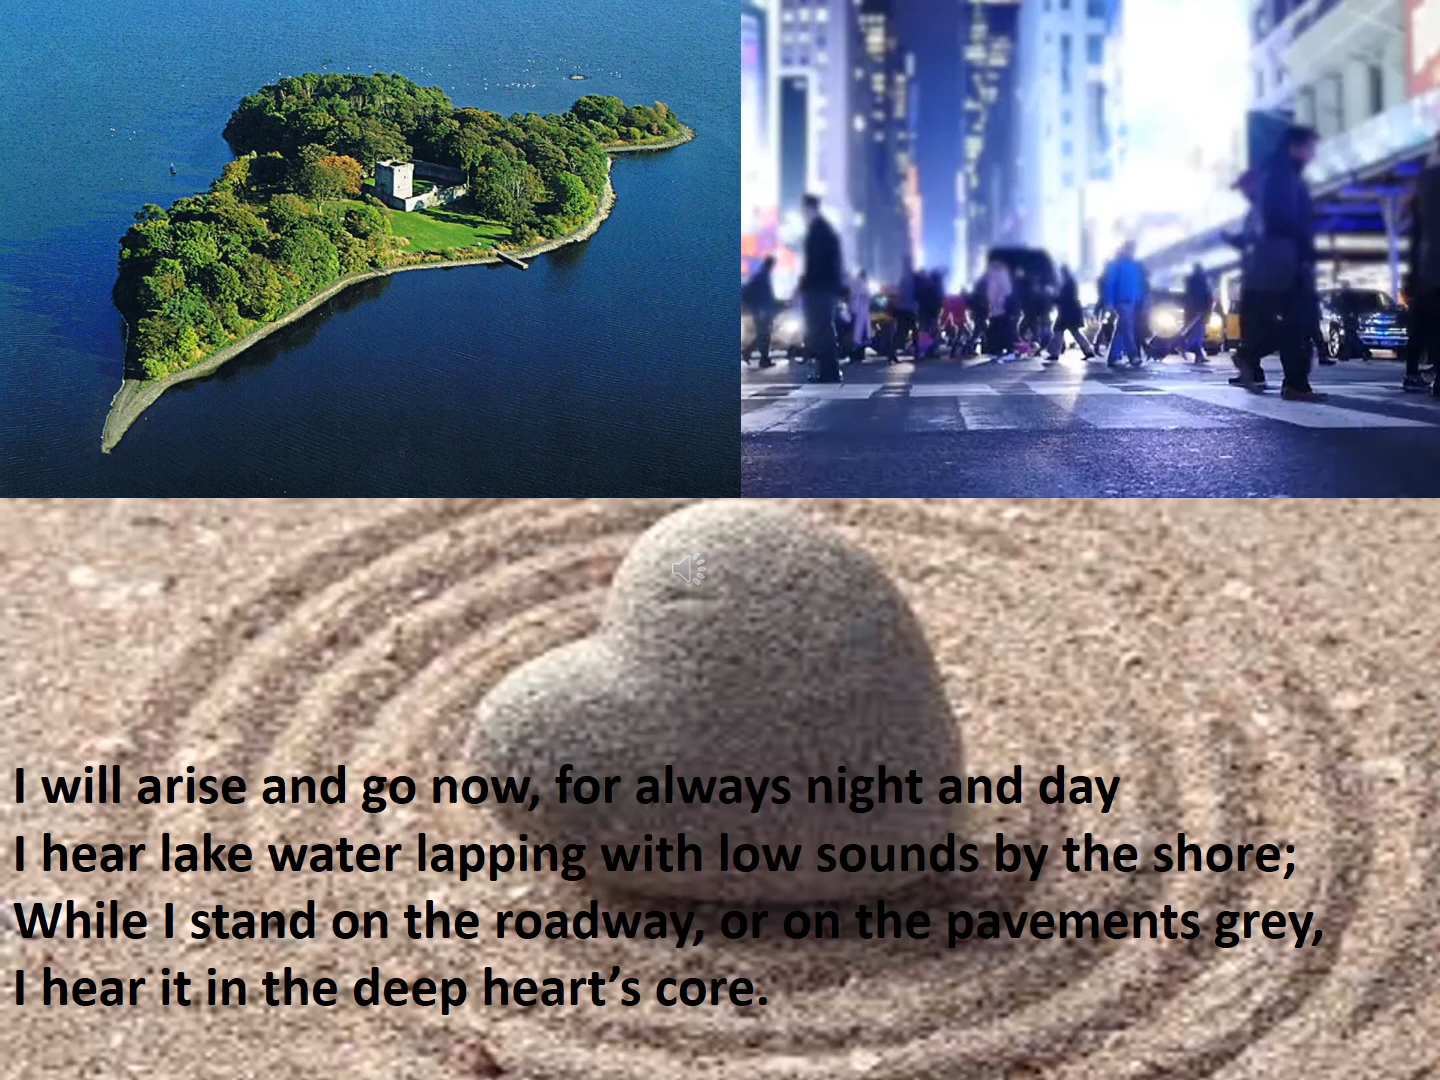 I will arise and go now, for always night and day
I hear lake water lapping with low sounds by the shore;
While I stand on the roadway, or on the pavements grey,
I hear it in the deep heart’s core.